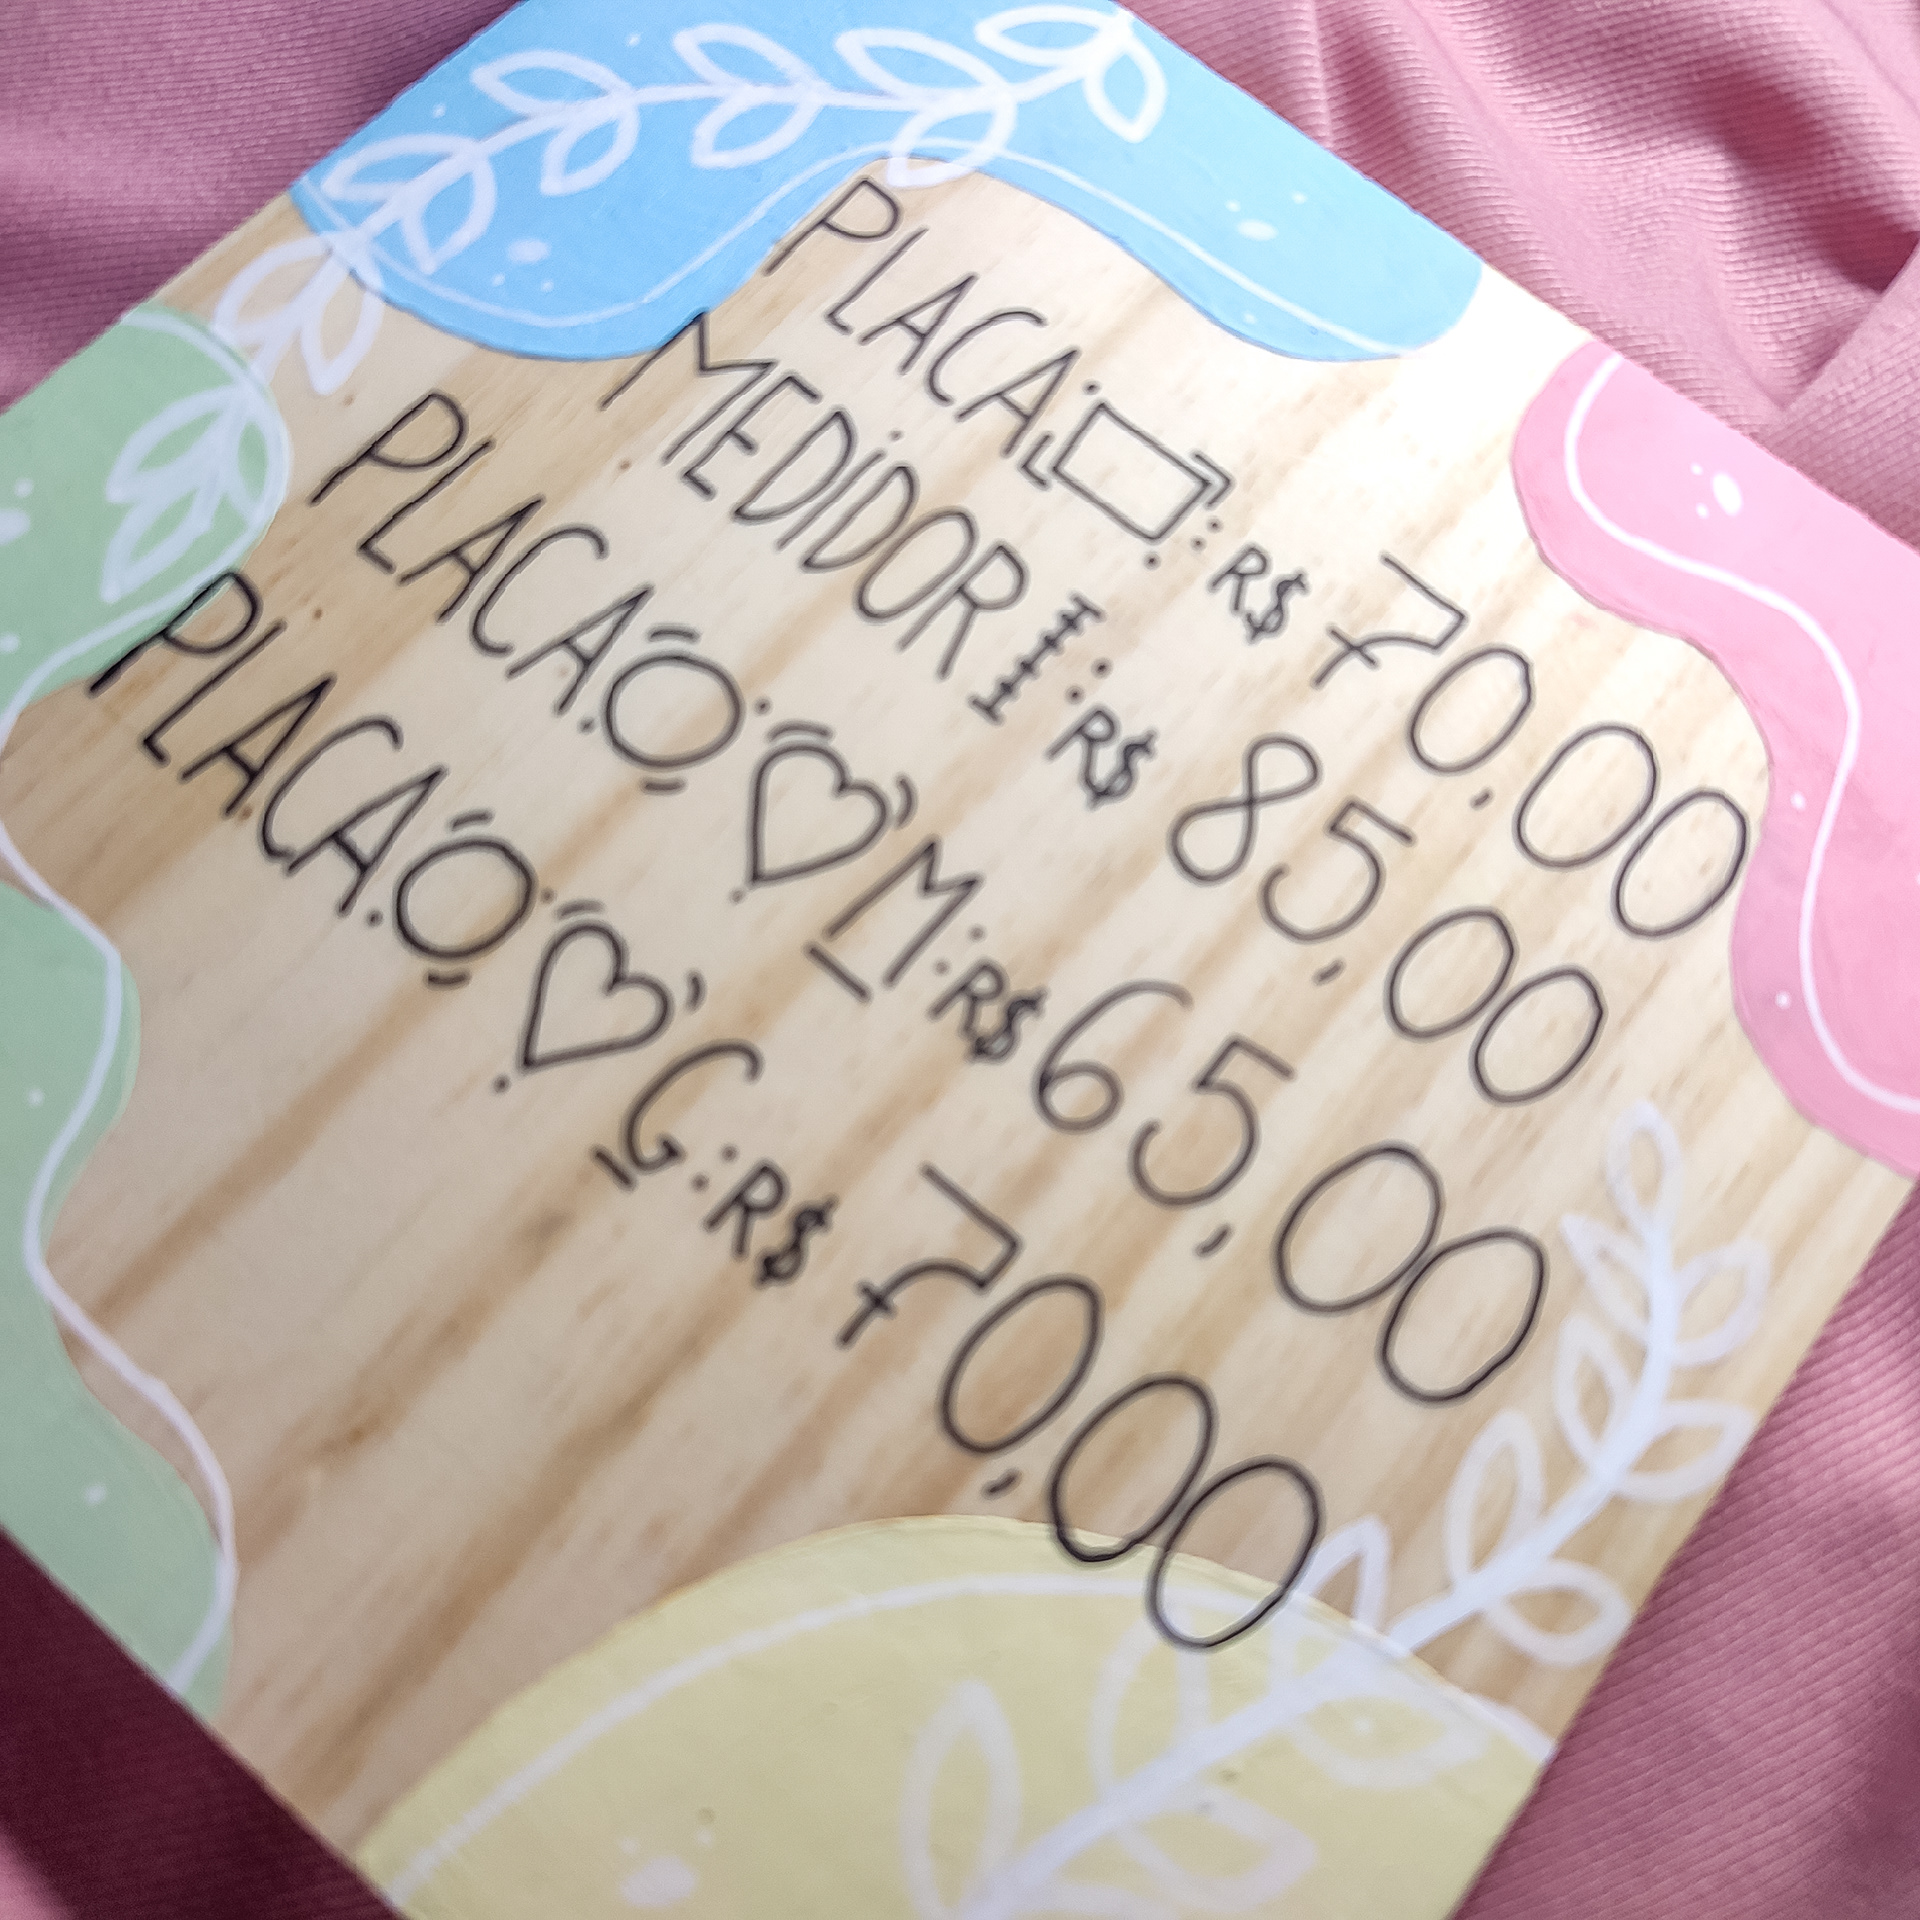 PLACA: R$ 70,00
MEDIDOR: R$ 85,00
PLACA M: R$ 65,00
PLACA G: R$ 70,00